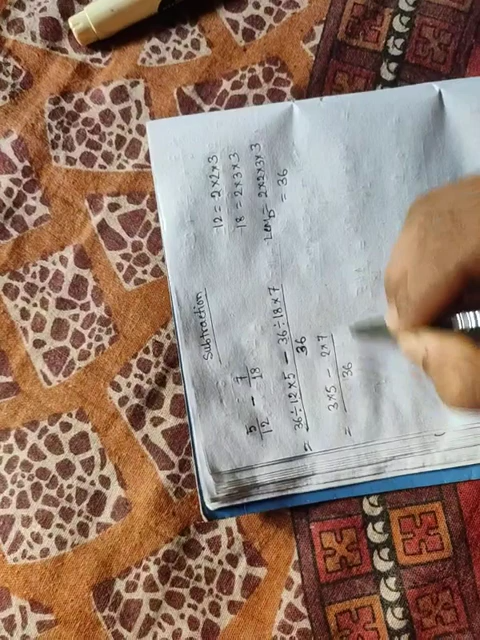 Subtraction
5/12 - 7/18
= 36÷12×5 - 36÷18×7 / 36
= 3×5 - 2×7 / 36
12 = 2×2×3
18 = 2×3×3
LCM = 2×2×3×3
= 36